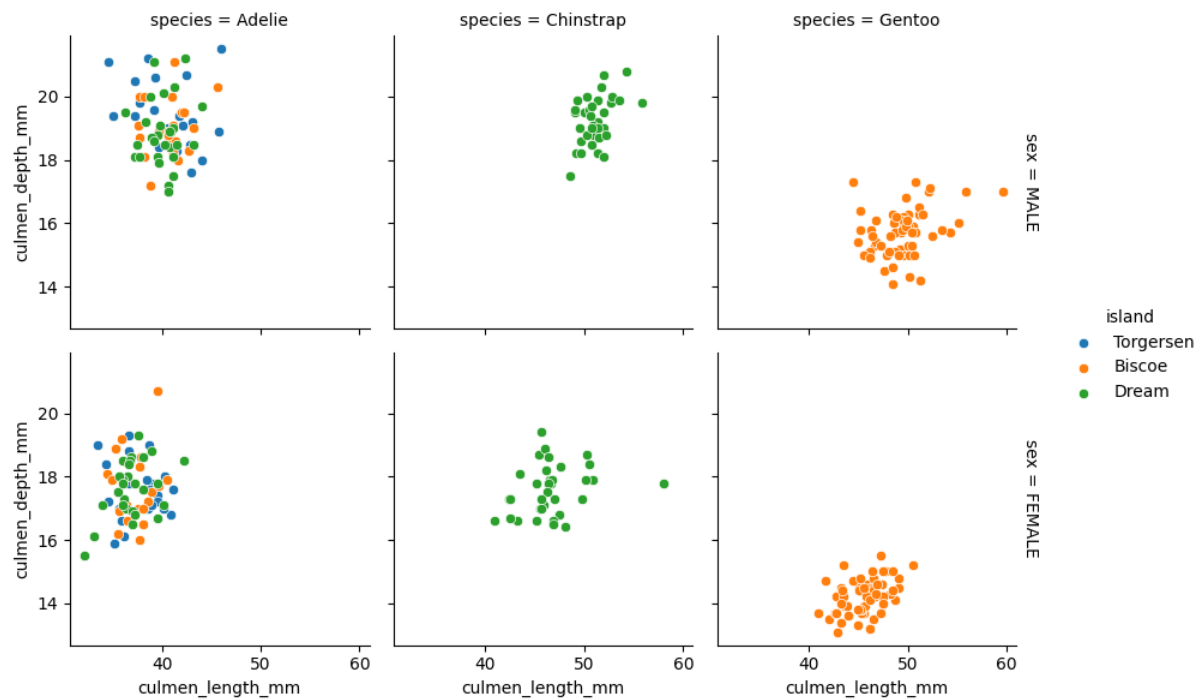 species = Adelie
species = Chinstrap
species = Gentoo
culmen_depth_mm
20
18
16
14
sex = MALE
island
Torgersen
Biscoe
Dream
culmen_depth_mm
20
18
16
14
sex = FEMALE
40 50 60
40 50 60
40 50 60
culmen_length_mm
culmen_length_mm
culmen_length_mm